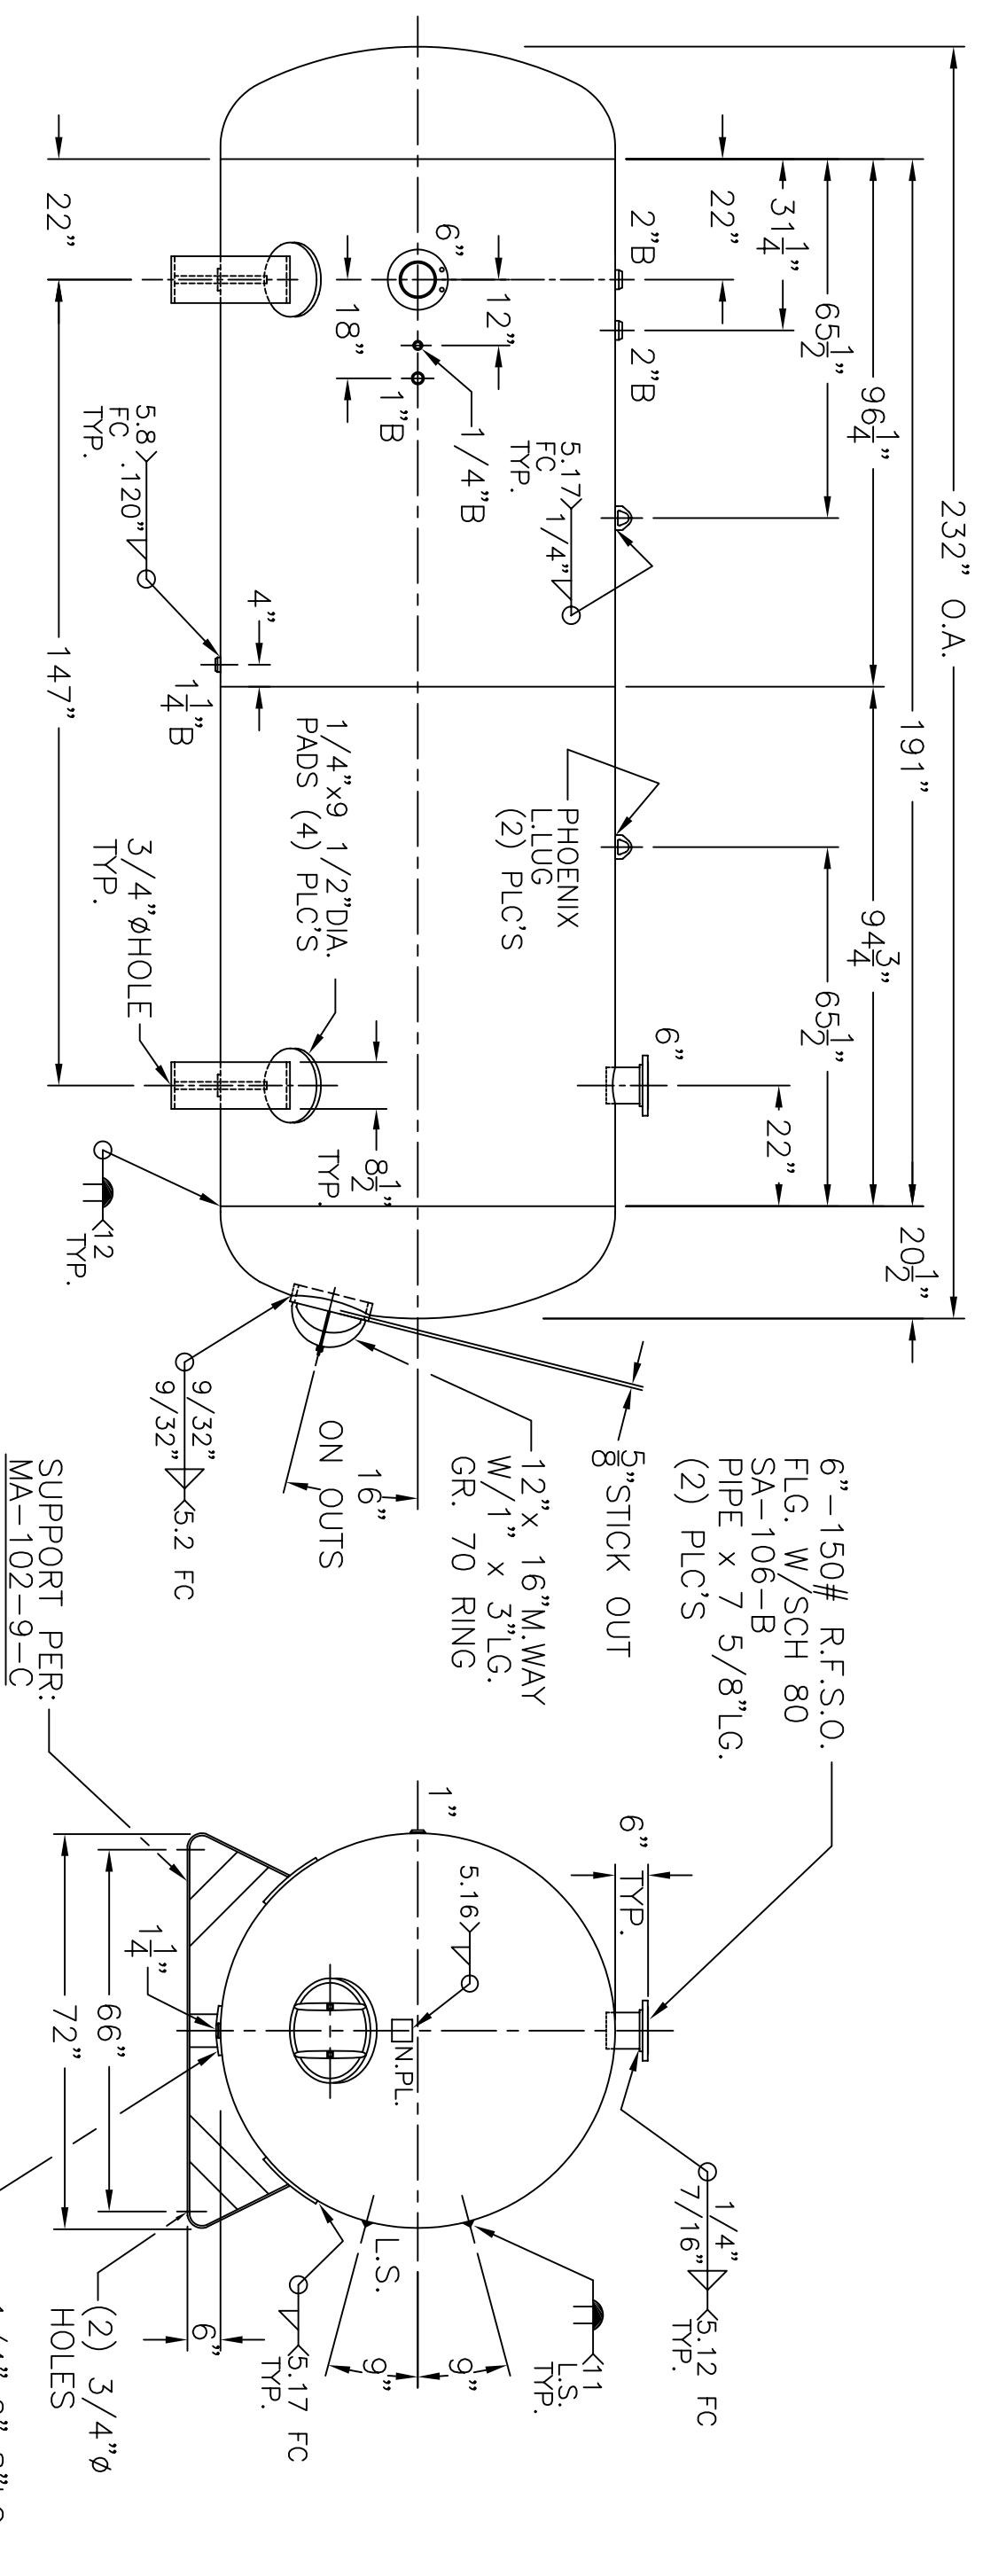 232" O.A.
191"
20 1/2"
96 1/4"
94 3/4"
65 1/2"
65 1/2"
31 1/4"
22"
22"
2"B
2"B
6"
6"
12"
18"
1"B
1/4"B
5.17
FC
TYP.
1/4"
PHOENIX
L.LUG
(2) PLC'S
5.8
FC
TYP.
.120"
4"
1 1/4"B
1/4"x9 1/2"DIA.
PADS (4) PLC'S
3/4"ØHOLE
TYP.
8 1/2"
TYP.
22"
147"
12
TYP.
9/32"
9/32"
5.2 FC
16"
ON OUTS
5/8"STICK OUT
12"x 16"M.WAY
W/1" x 3"LG.
GR. 70 RING
6"-150# R.F.S.O.
FLG. W/SCH 80
SA-106-B
PIPE x 7 5/8"LG.
(2) PLC'S
SUPPORT PER:
MA-102-9-C
1"
6"
TYP.
5.16
N.PL.
1/4"
7/16"
5.12 FC
TYP.
11
L.S.
TYP.
9"
9"
L.S.
5.17 FC
TYP.
1 1/4"
66"
72"
6"
(2) 3/4"Ø
HOLES